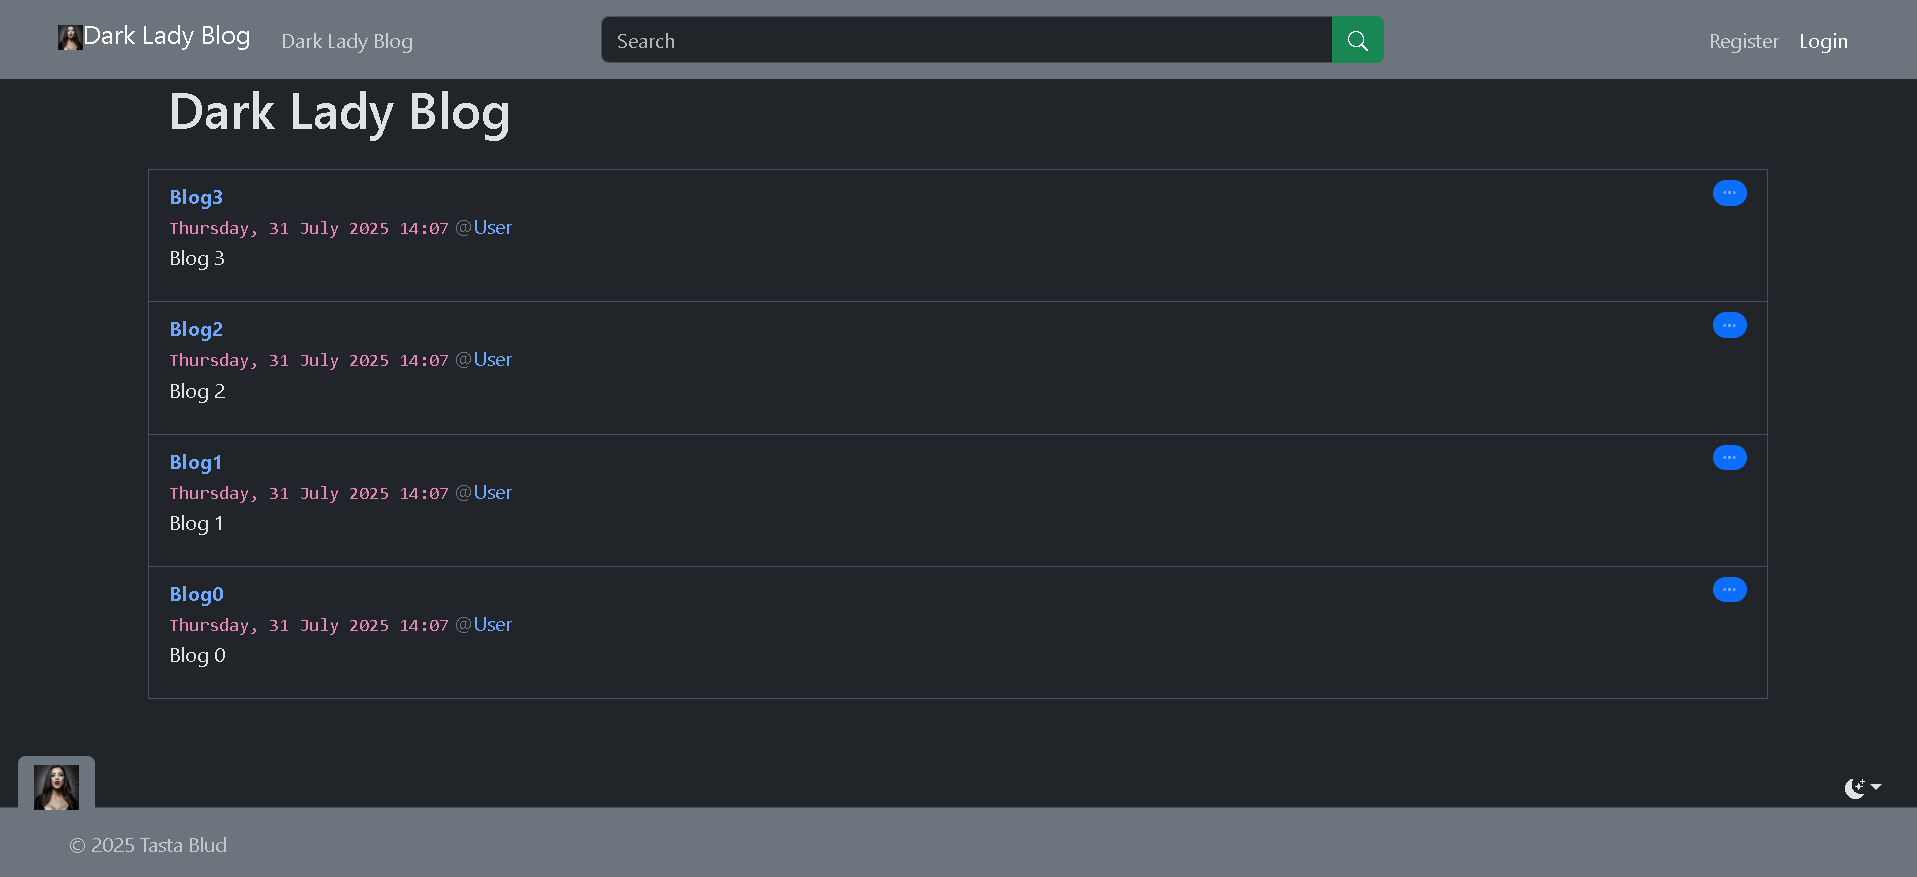 Dark Lady Blog Dark Lady Blog Search Register Login
Dark Lady Blog
Blog3
Thursday, 31 July 2025 14:07 @User
Blog 3
Blog2
Thursday, 31 July 2025 14:07 @User
Blog 2
Blog1
Thursday, 31 July 2025 14:07 @User
Blog 1
Blog0
Thursday, 31 July 2025 14:07 @User
Blog 0
© 2025 Tasta Blud